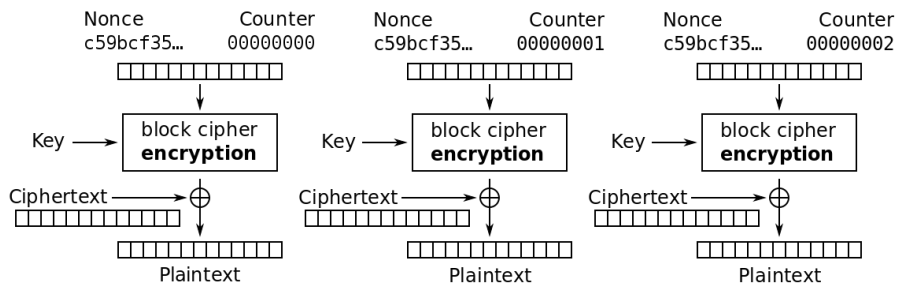 Nonce Counter Nonce Counter Nonce Counter
c59bcf35… 00000000 c59bcf35… 00000001 c59bcf35… 00000002
Key block cipher Key block cipher Key block cipher
encryption encryption encryption
Ciphertext Ciphertext Ciphertext
Plaintext Plaintext Plaintext